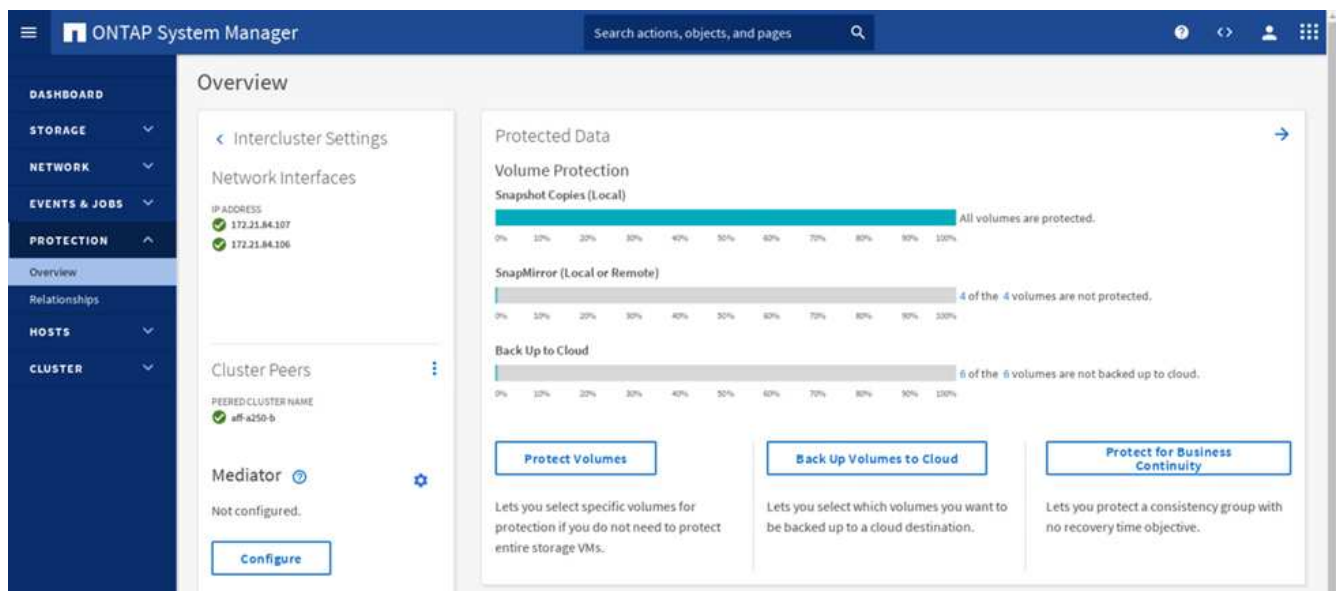 ONTAP System Manager
Search actions, objects, and pages
DASHBOARD
STORAGE
NETWORK
EVENTS & JOBS
PROTECTION
Overview
Relationships
HOSTS
CLUSTER
Overview
Intercluster Settings
Network Interfaces
IP ADDRESS
172.21.84.107
172.21.84.106
Cluster Peers
PEERED CLUSTER NAME
aff-a250-b
Mediator
Not configured.
Configure
Protected Data
Volume Protection
Snapshot Copies (Local)
All volumes are protected.
0% 10% 20% 30% 40% 50% 60% 70% 80% 90% 100%
SnapMirror (Local or Remote)
4 of the 4 volumes are not protected.
0% 10% 20% 30% 40% 50% 60% 70% 80% 90% 100%
Back Up to Cloud
6 of the 6 volumes are not backed up to cloud.
0% 10% 20% 30% 40% 50% 60% 70% 80% 90% 100%
Protect Volumes
Lets you select specific volumes for
protection if you do not need to protect
entire storage VMs.
Back Up Volumes to Cloud
Lets you select which volumes you want to
be backed up to a cloud destination.
Protect for Business
Continuity
Lets you protect a consistency group with
no recovery time objective.